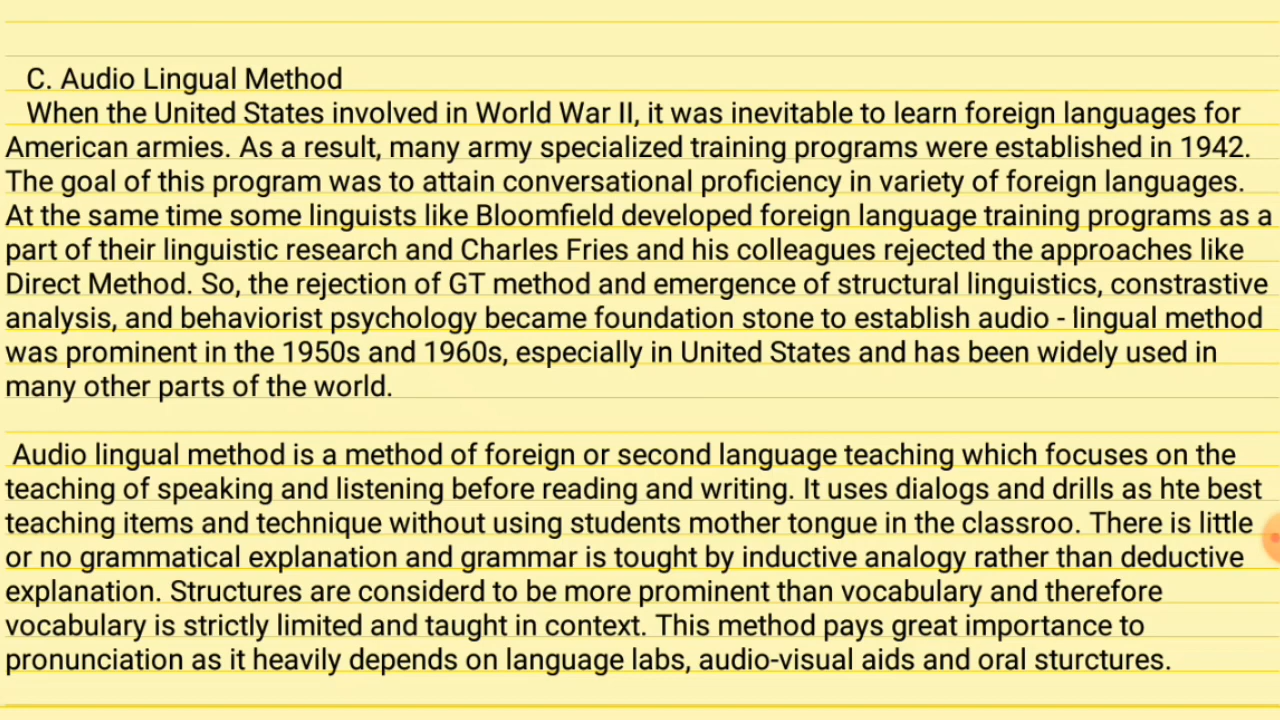 C. Audio Lingual Method
When the United States involved in World War II, it was inevitable to learn foreign languages for
American armies. As a result, many army specialized training programs were established in 1942.
The goal of this program was to attain conversational proficiency in variety of foreign languages.
At the same time some linguists like Bloomfield developed foreign language training programs as a
part of their linguistic research and Charles Fries and his colleagues rejected the approaches like
Direct Method. So, the rejection of GT method and emergence of structural linguistics, constrastive
analysis, and behaviorist psychology became foundation stone to establish audio - lingual method
was prominent in the 1950s and 1960s, especially in United States and has been widely used in
many other parts of the world.
Audio lingual method is a method of foreign or second language teaching which focuses on the
teaching of speaking and listening before reading and writing. It uses dialogs and drills as hte best
teaching items and technique without using students mother tongue in the classroo. There is little
or no grammatical explanation and grammar is tought by inductive analogy rather than deductive
explanation. Structures are considerd to be more prominent than vocabulary and therefore
vocabulary is strictly limited and taught in context. This method pays great importance to
pronunciation as it heavily depends on language labs, audio-visual aids and oral sturctures.